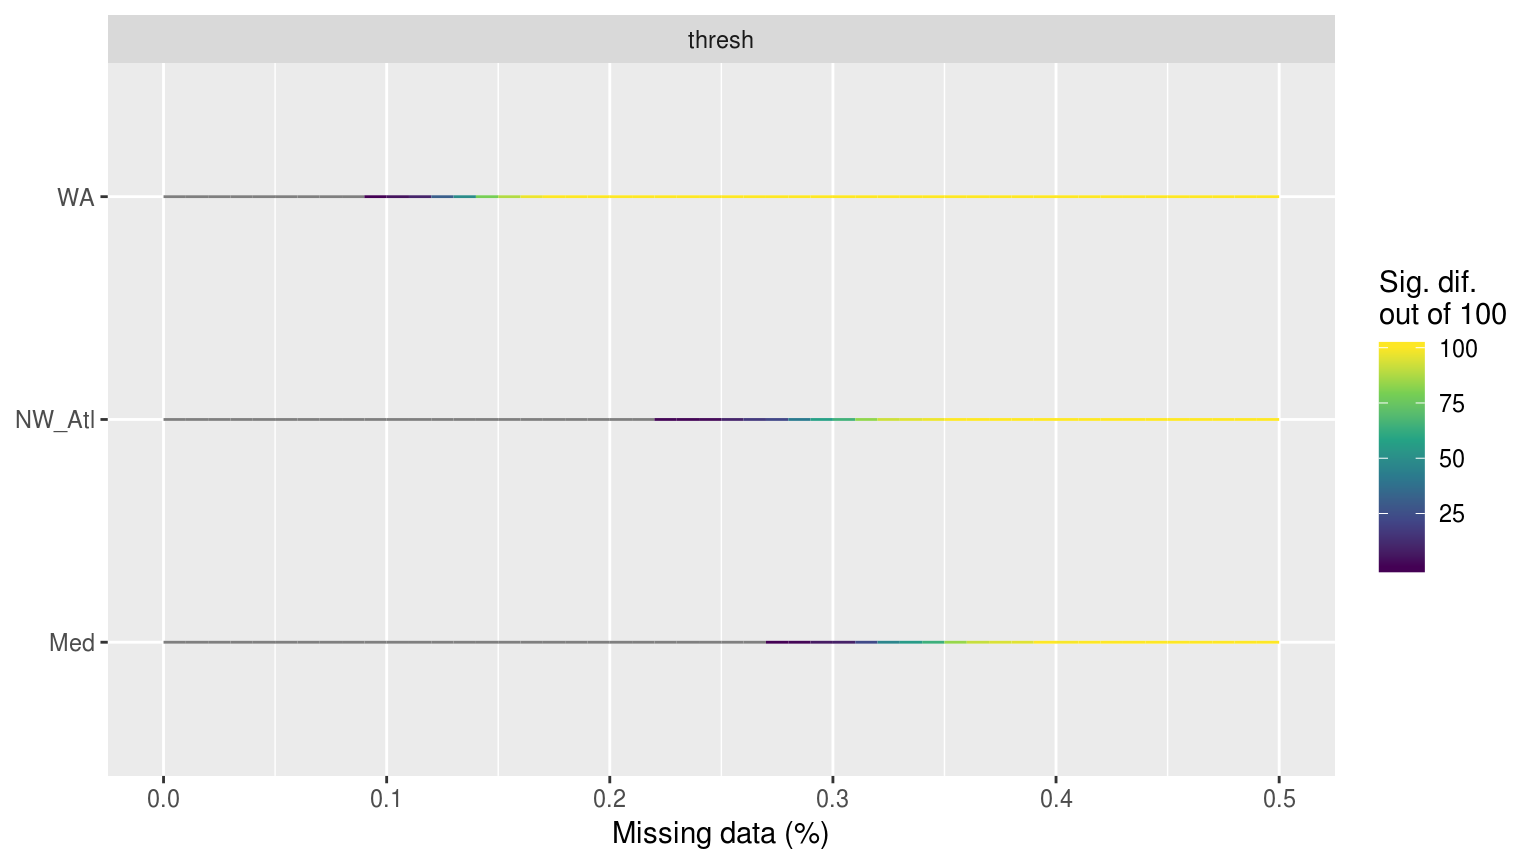 thresh
WA
NW_Atl
Med
0.0 0.1 0.2 0.3 0.4 0.5
Missing data (%)
Sig. dif.
out of 100
100
75
50
25